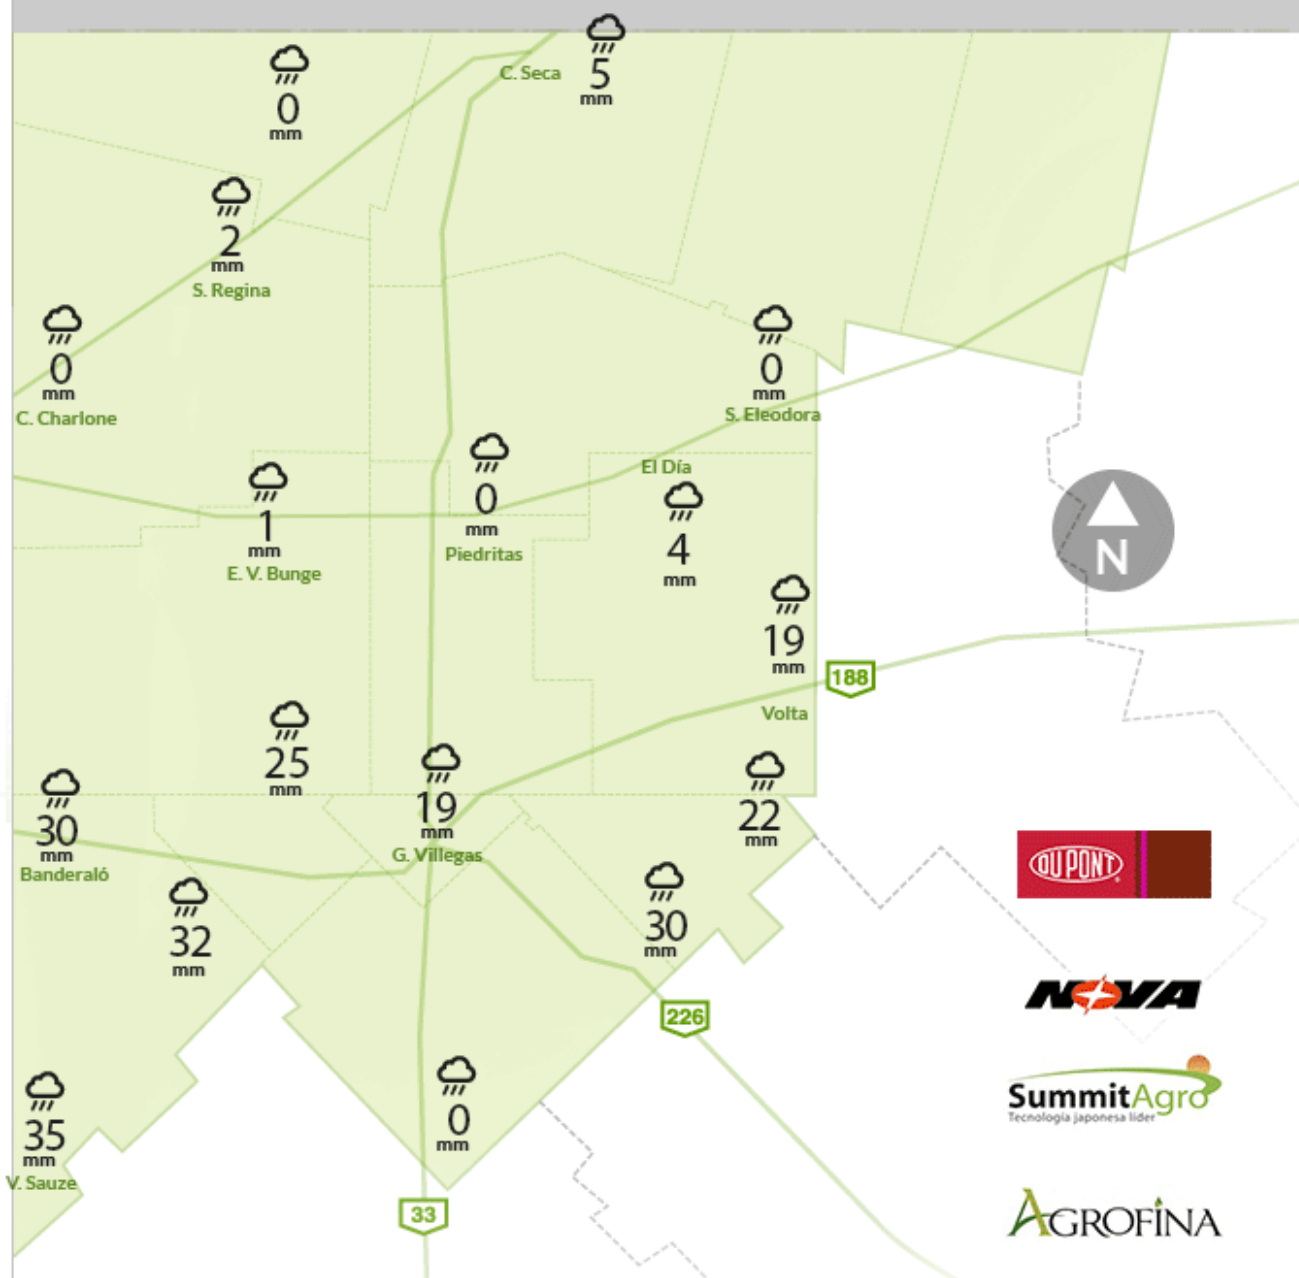 0
mm
C. Seca
5
mm
2
mm
S. Regina
0
mm
C. Charlone
0
mm
S. Eleodora
1
mm
E. V. Bunge
0
mm
Piedritas
El Día
4
mm
19
mm
Volta
188
25
mm
30
mm
Banderaló
19
mm
G. Villegas
22
mm
32
mm
30
mm
226
35
mm
V. Sauze
0
mm
33
N
DU PONT
NOVA
SummitAgro
Tecnología japonesa líder
AGROFINA